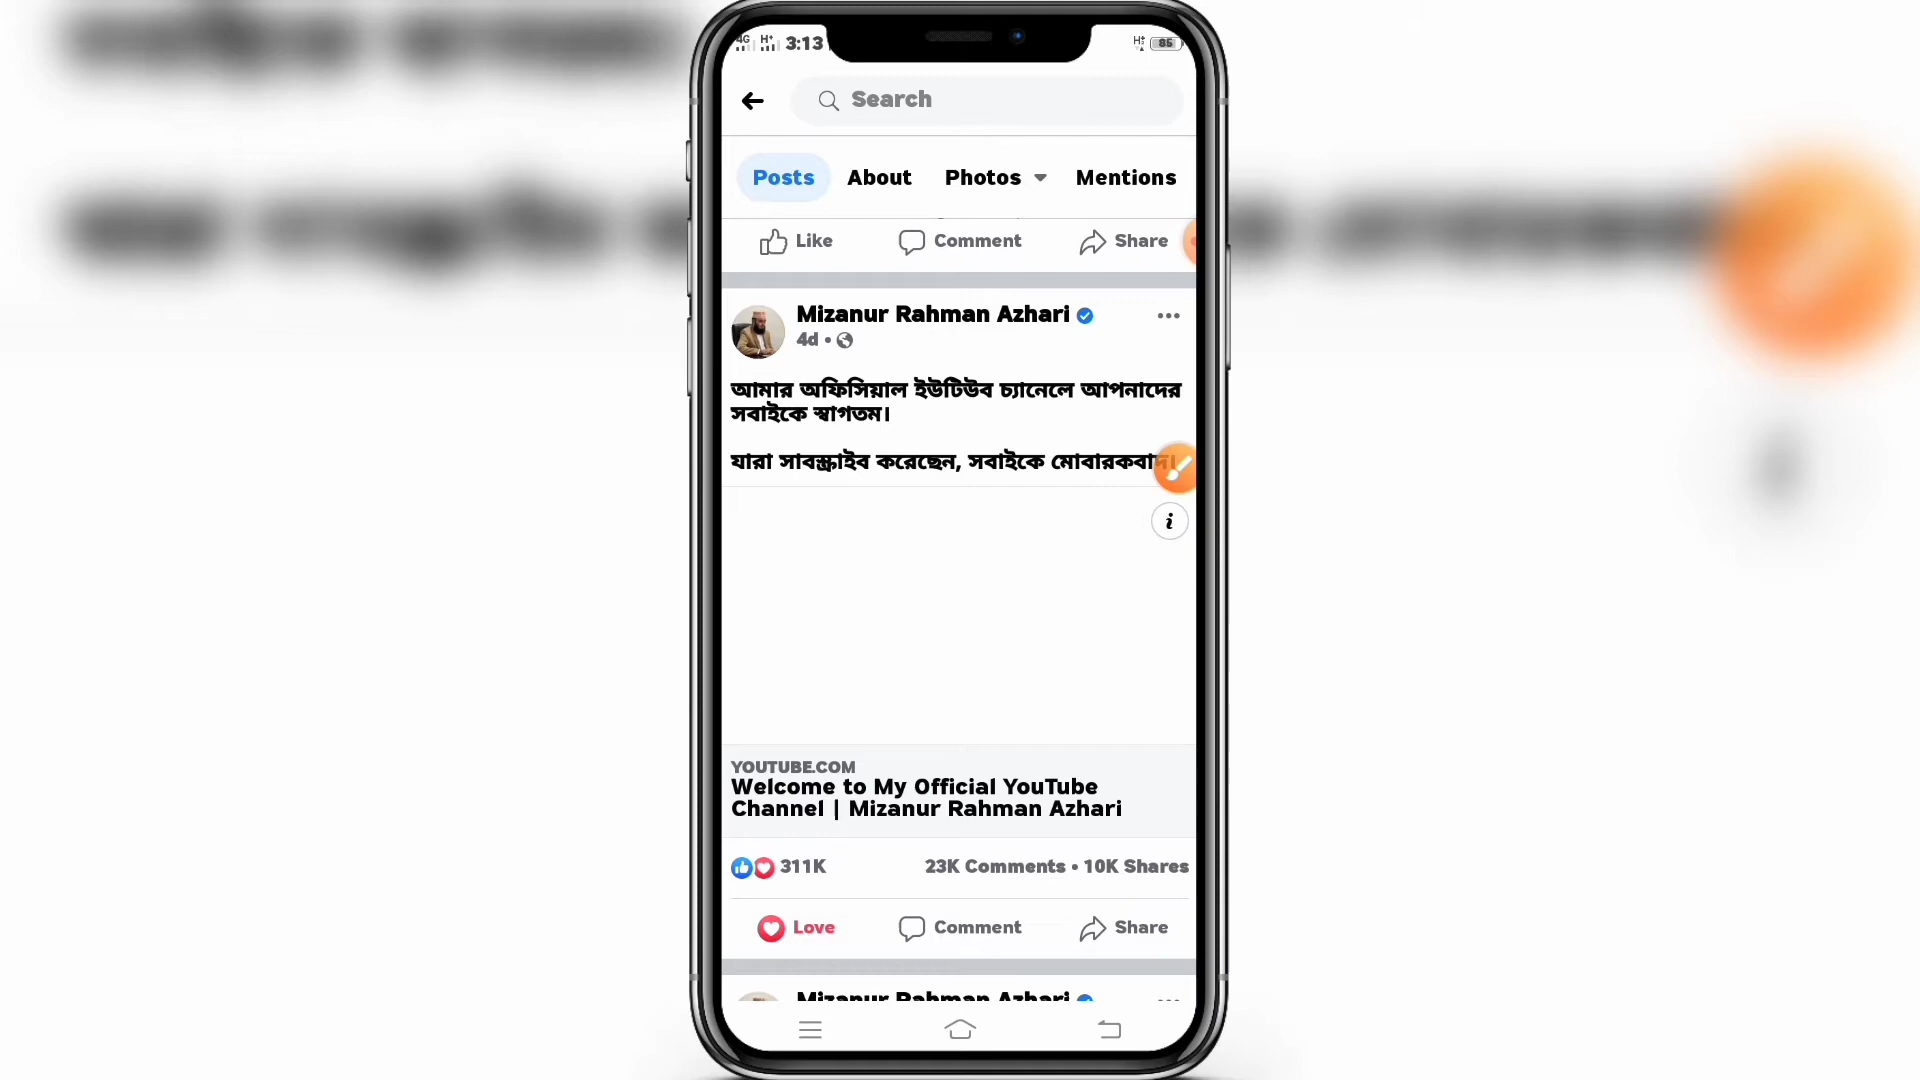 4G H+ 3:13 H+ 85
Search
Posts About Photos Mentions
Like Comment Share
Mizanur Rahman Azhari
4d •
আমার অফিসিয়াল ইউটিউব চ্যানেলে আপনাদের
সবাইকে স্বাগতম।
যারা সাবস্ক্রাইব করেছেন, সবাইকে মোবারকবাদ।
i
YOUTUBE.COM
Welcome to My Official YouTube
Channel | Mizanur Rahman Azhari
311K 23K Comments • 10K Shares
Love Comment Share
Mizanur Rahman Azhari